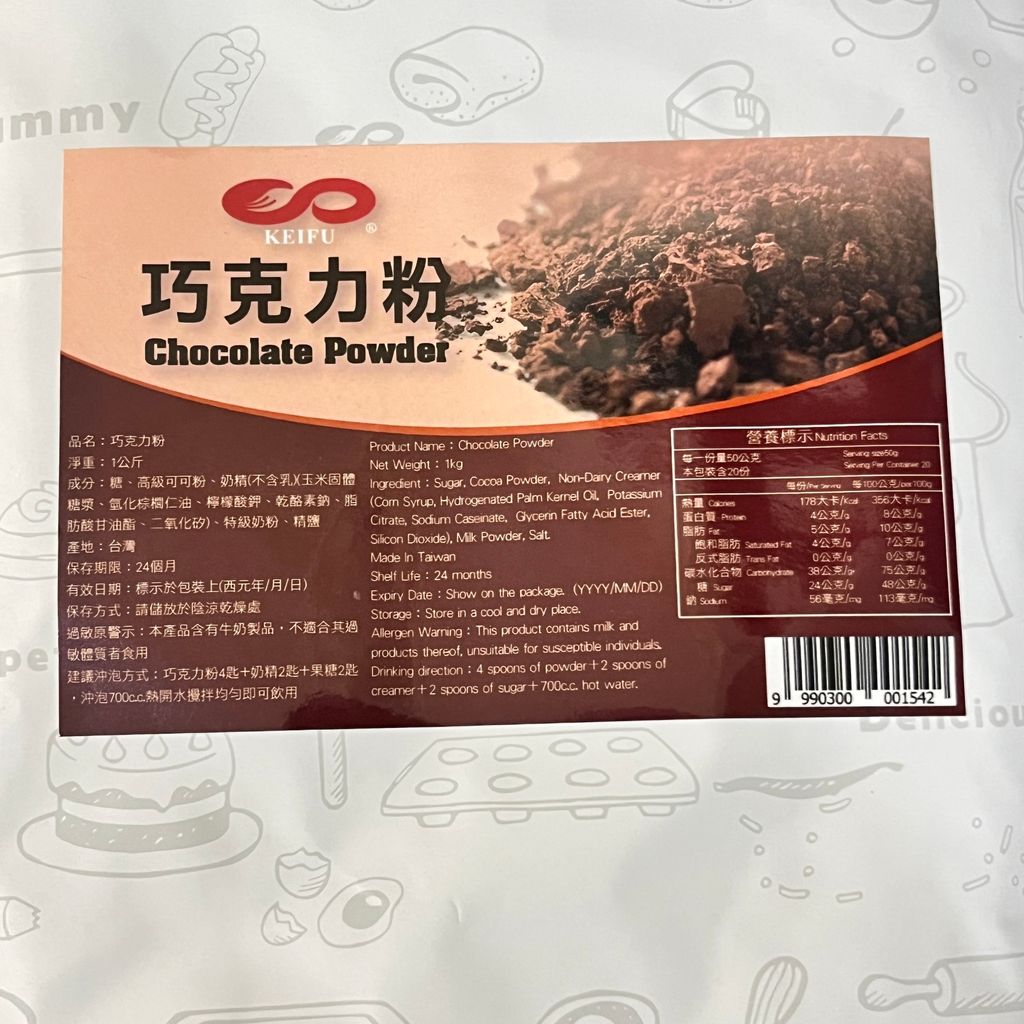 ummy
KEIFU ®
巧克力粉
Chocolate Powder
品名：巧克力粉
淨重：1公斤
成分：糖、高級可可粉、奶精(不含乳)(玉米固體
糖漿、氫化棕櫚仁油、檸檬酸鉀、乾酪素鈉、脂
肪酸甘油酯、二氧化矽)、特級奶粉、精鹽
產地：台灣
保存期限：24個月
有效日期：標示於包裝上(西元年/月/日)
保存方式：請儲放於陰涼乾燥處
過敏原警示：本產品含有牛奶製品，不適合其過
敏體質者食用
建議沖泡方式：巧克力粉4匙+奶精2匙+果糖2匙
，沖泡700c.c.熱開水攪拌均勻即可飲用
Product Name：Chocolate Powder
Net Weight：1kg
Ingredient：Sugar, Cocoa Powder, Non-Dairy Creamer
(Corn Syrup, Hydrogenated Palm Kernel Oil, Potassium
Citrate, Sodium Caseinate, Glycerin Fatty Acid Ester,
Silicon Dioxide), Milk Powder, Salt.
Made In Taiwan
Shelf Life：24 months
Expiry Date：Show on the package. (YYYY/MM/DD)
Storage：Store in a cool and dry place.
Allergen Warning：This product contains milk and
products thereof, unsuitable for susceptible individuals.
Drinking direction：4 spoons of powder+2 spoons of
creamer+2 spoons of sugar+700c.c. hot water.
營養標示 Nutrition Facts
每一份量50公克 Serving size50g
本包裝含20份 Serving Per Container 20
每份/Per Serving 每100公克/per100g
熱量 Calories 178大卡/Kcal 356大卡/kcal
蛋白質 Protein 4公克/g 8公克/g
脂肪 Fat 5公克/g 10公克/g
飽和脂肪 Saturated Fat 4公克/g 7公克/g
反式脂肪 Trans Fat 0公克/g 0公克/g
碳水化合物 Carbohydrate 38公克/g 75公克/g
糖 Sugar 24公克/g 48公克/g
鈉 Sodium 56毫克/mg 113毫克/mg
9 990300 001542
pe
Deliciou